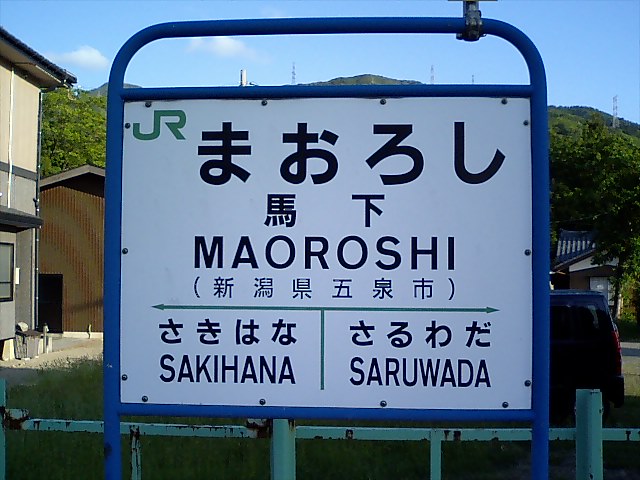 JR
まおろし
馬下
MAOROSHI
(新潟県五泉市)
さきはな さるわだ
SAKIHANA SARUWADA